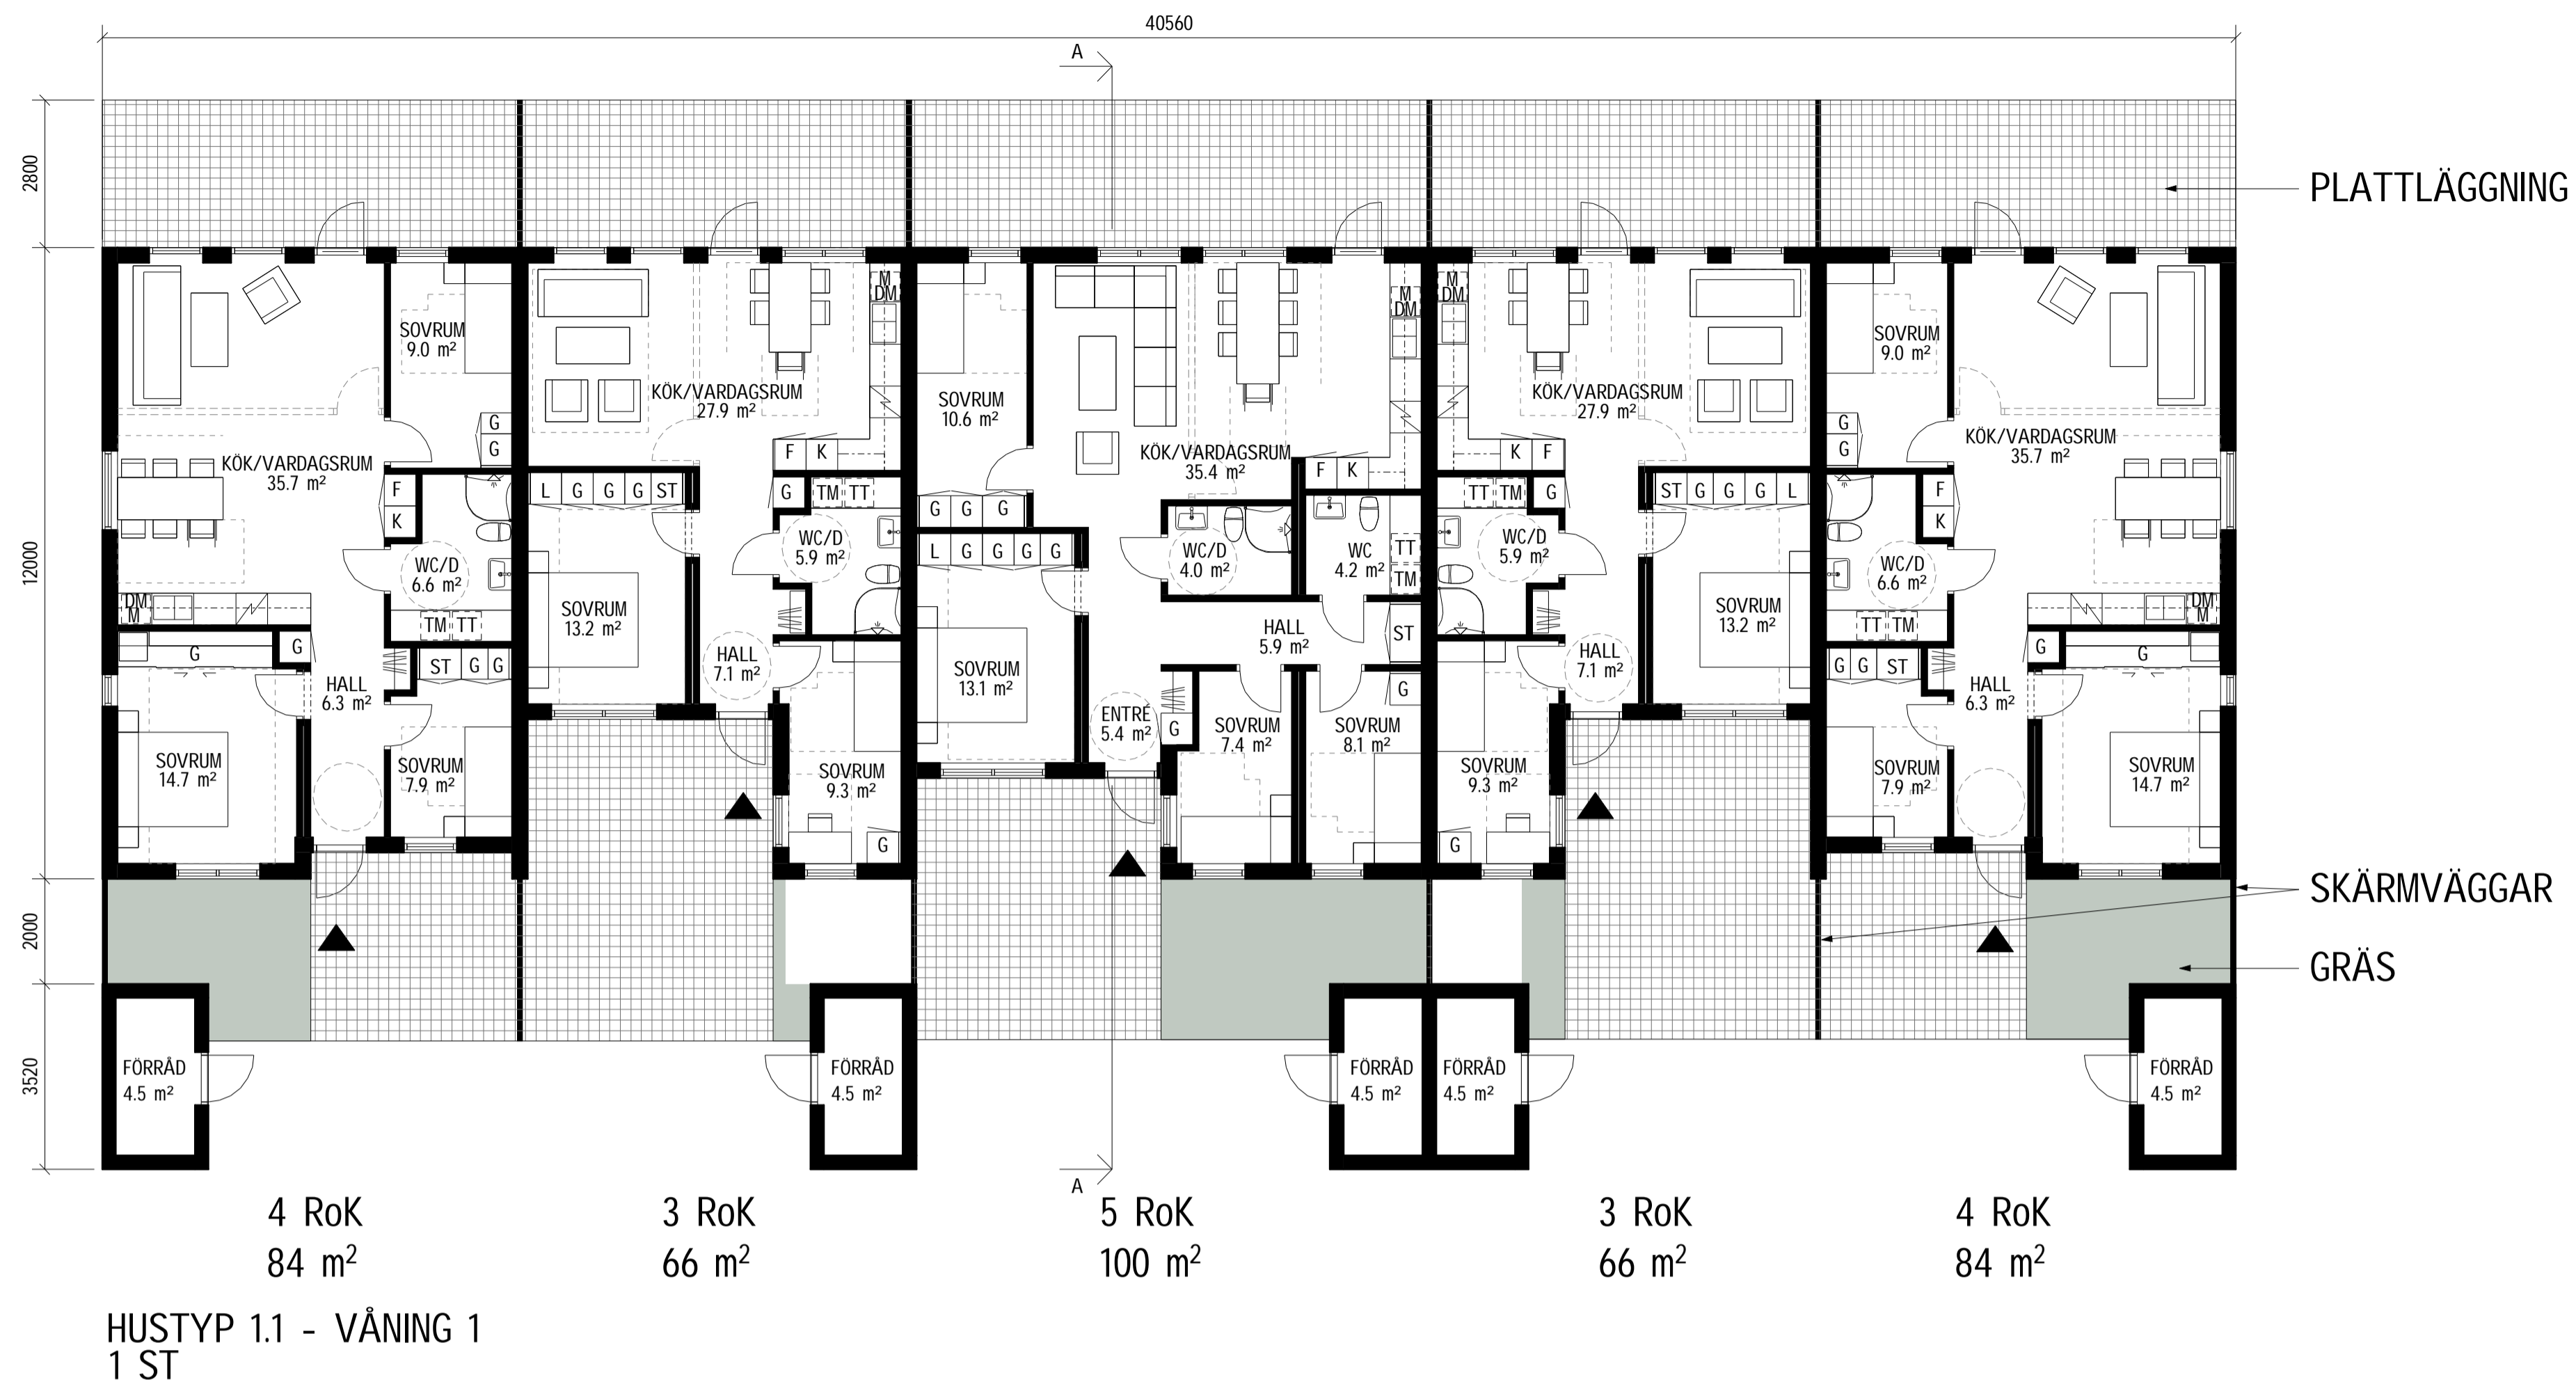 40560
A
2800
PLATTLÄGGNING
12000
SOVRUM
9.0 m²
G
G
KÖK/VARDAGSRUM
35.7 m²
F
K
WC/D
6.6 m²
TM TT
DM
M
G
G
HALL
6.3 m²
ST G G
SOVRUM
14.7 m²
SOVRUM
7.9 m²
M
DM
KÖK/VARDAGSRUM
27.9 m²
F K
L G G G ST
G TM TT
WC/D
5.9 m²
SOVRUM
13.2 m²
HALL
7.1 m²
SOVRUM
9.3 m²
G
M
DM
SOVRUM
10.6 m²
KÖK/VARDAGSRUM
35.4 m²
F K
G G G
L G G G G
WC/D
4.0 m²
WC
4.2 m²
TT
TM
HALL
5.9 m²
ST
SOVRUM
13.1 m²
ENTRÉ
5.4 m²
G
SOVRUM
7.4 m²
G
SOVRUM
8.1 m²
M
DM
KÖK/VARDAGSRUM
27.9 m²
K F
TT TM G
ST G G G L
WC/D
5.9 m²
SOVRUM
13.2 m²
HALL
7.1 m²
SOVRUM
9.3 m²
G
SOVRUM
9.0 m²
G
G
KÖK/VARDAGSRUM
35.7 m²
F
K
WC/D
6.6 m²
TT TM
DM
M
G
G
G G ST
HALL
6.3 m²
SOVRUM
7.9 m²
SOVRUM
14.7 m²
SKÄRMVÄGGAR
2000
GRÄS
3520
FÖRRÅD
4.5 m²
FÖRRÅD
4.5 m²
FÖRRÅD
4.5 m²
FÖRRÅD
4.5 m²
FÖRRÅD
4.5 m²
A
4 RoK
84 m²
3 RoK
66 m²
5 RoK
100 m²
3 RoK
66 m²
4 RoK
84 m²
HUSTYP 1.1 - VÅNING 1
1 ST